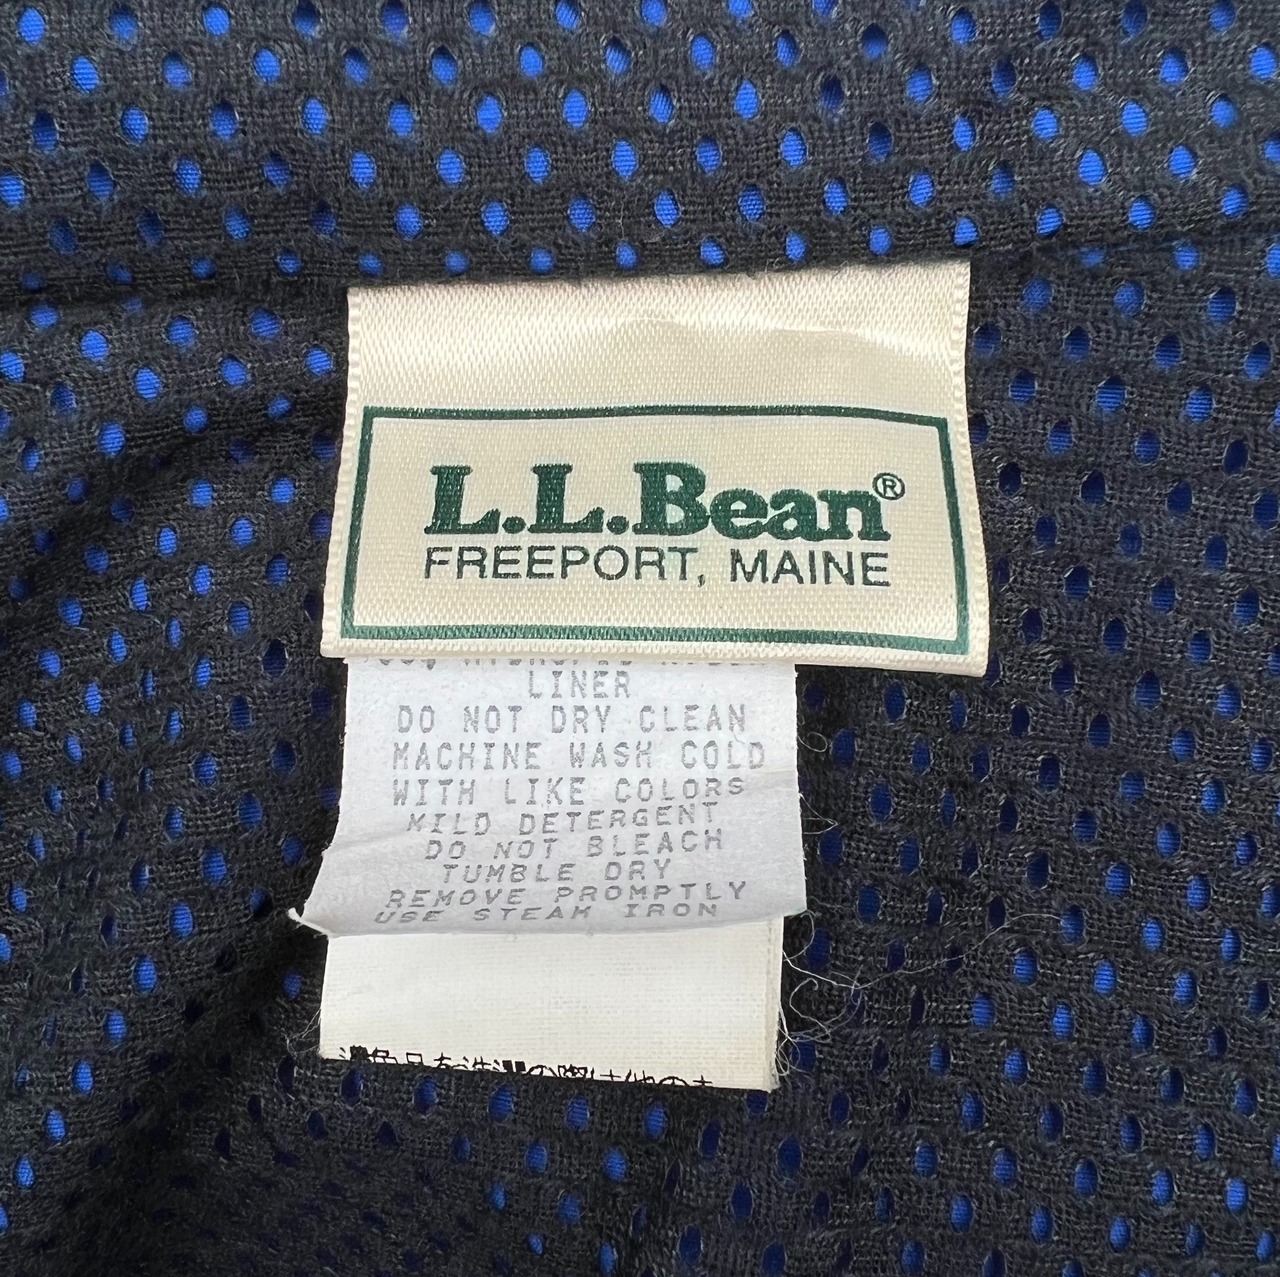 L.L.Bean®
FREEPORT, MAINE
LINER
DO NOT DRY CLEAN
MACHINE WASH COLD
WITH LIKE COLORS
MILD DETERGENT
DO NOT BLEACH
TUMBLE DRY
REMOVE PROMPTLY
USE STEAM IRON